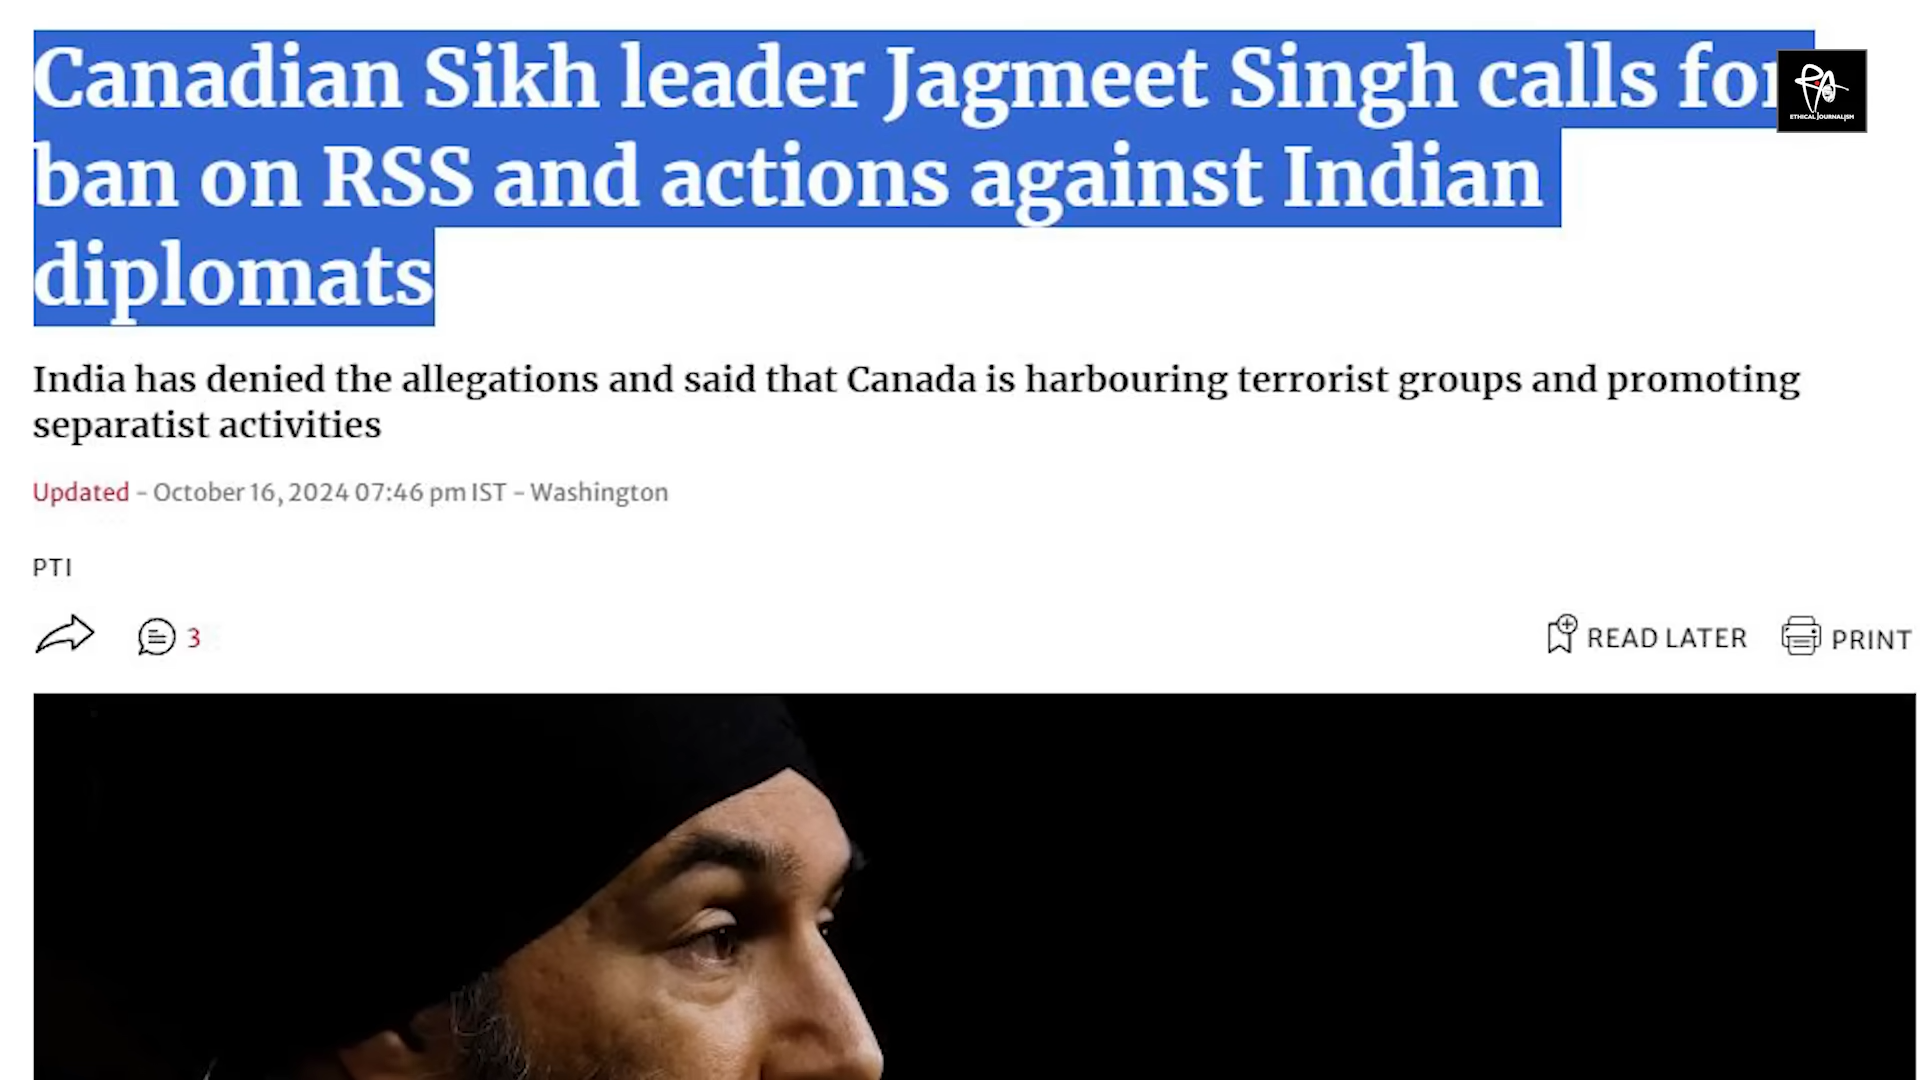 Canadian Sikh leader Jagmeet Singh calls for
ban on RSS and actions against Indian
diplomats
ETHICAL JOURNALISM
India has denied the allegations and said that Canada is harbouring terrorist groups and promoting
separatist activities
Updated - October 16, 2024 07:46 pm IST - Washington
PTI
3
READ LATER
PRINT